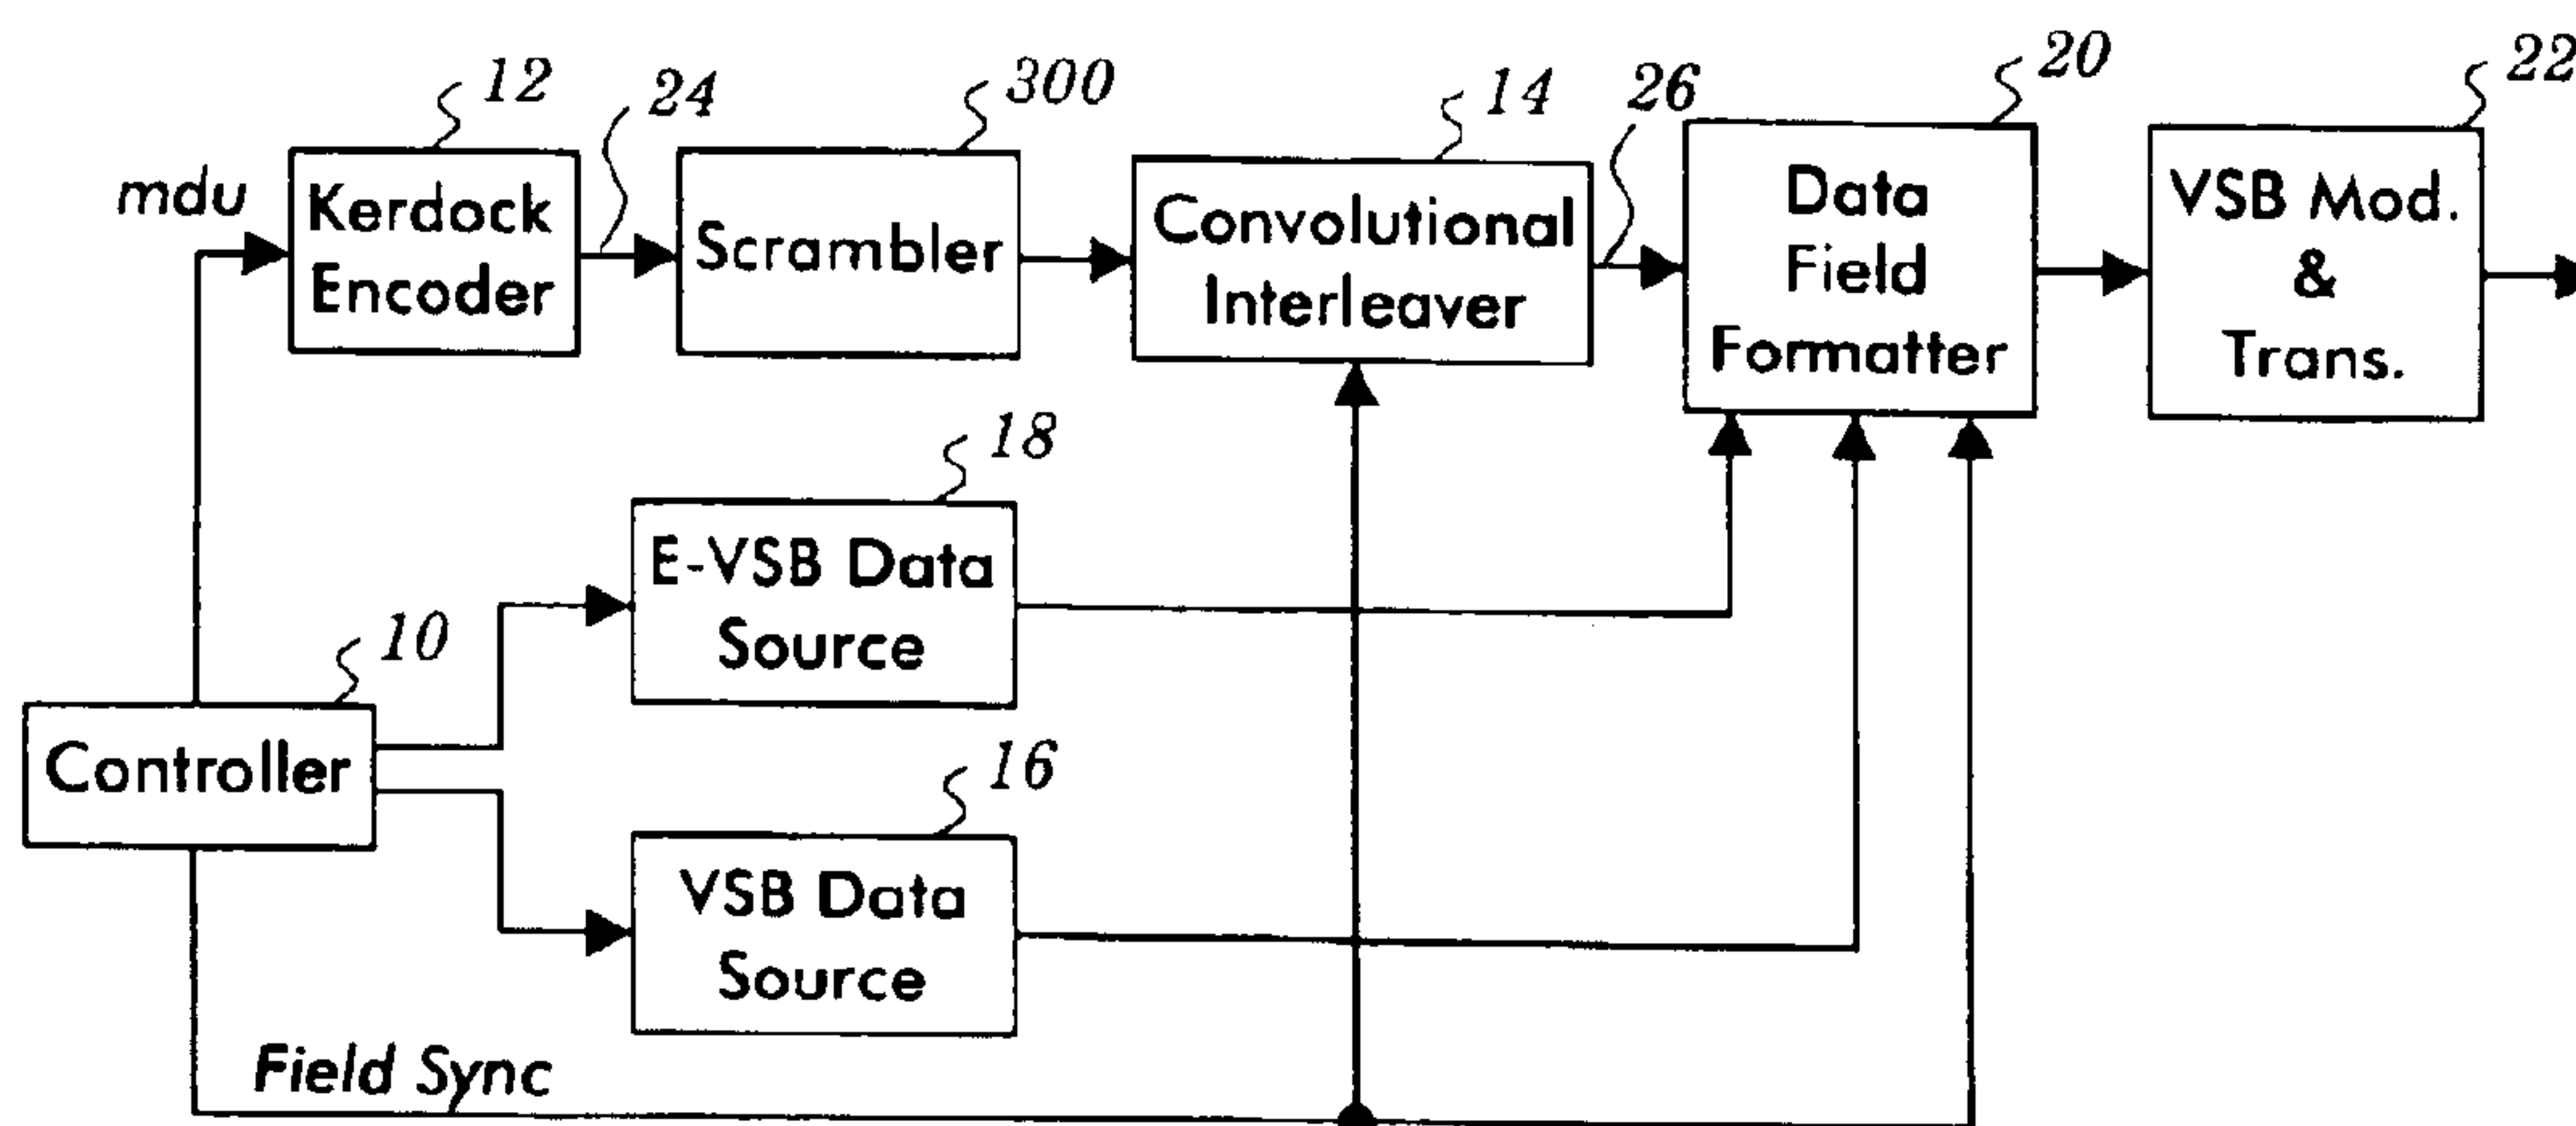 12
24
300
14
26
20
22
mdu
Kerdock
Encoder
Scrambler
Convolutional
Interleaver
Data
Field
Formatter
VSB Mod.
&
Trans.
18
E-VSB Data
Source
10
Controller
16
VSB Data
Source
Field Sync